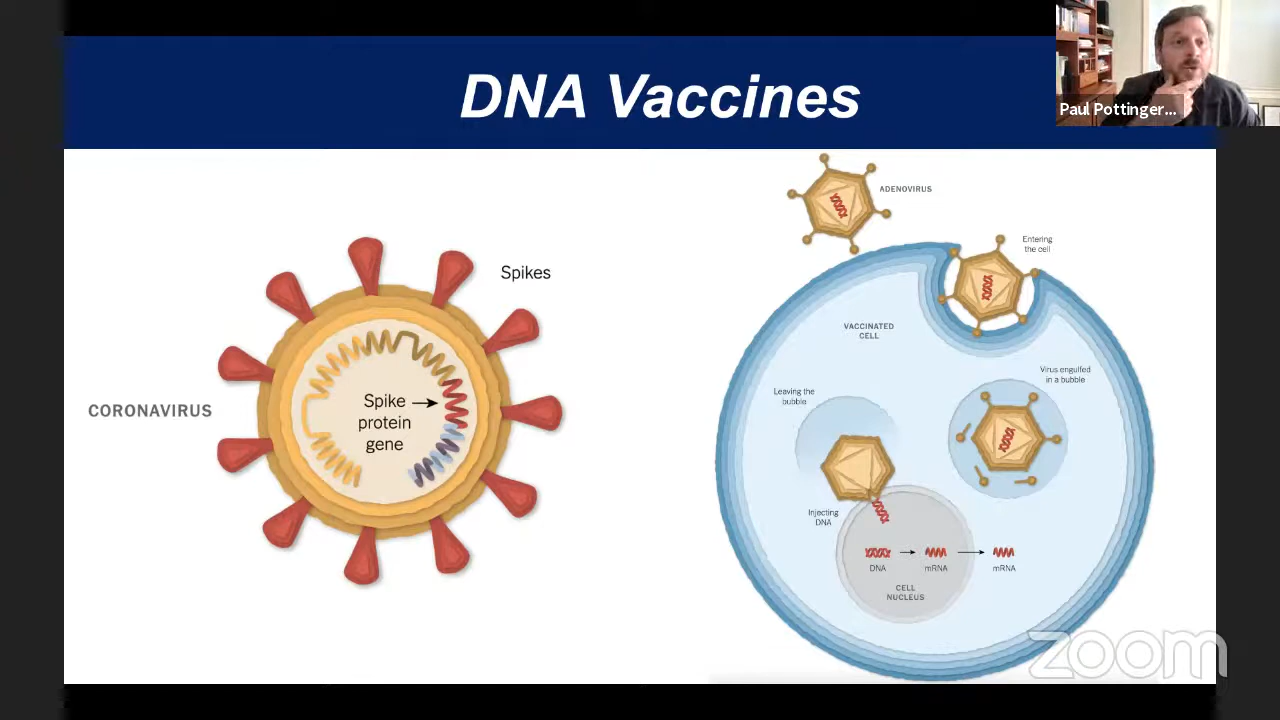 DNA Vaccines
Paul Pottinger...
ADENOVIRUS
Entering
the cell
Spikes
VACCINATED
CELL
Virus engulfed
in a bubble
Leaving the
bubble
CORONAVIRUS
Spike
protein
gene
Injecting
DNA
DNA
mRNA
mRNA
CELL
NUCLEUS
zoom